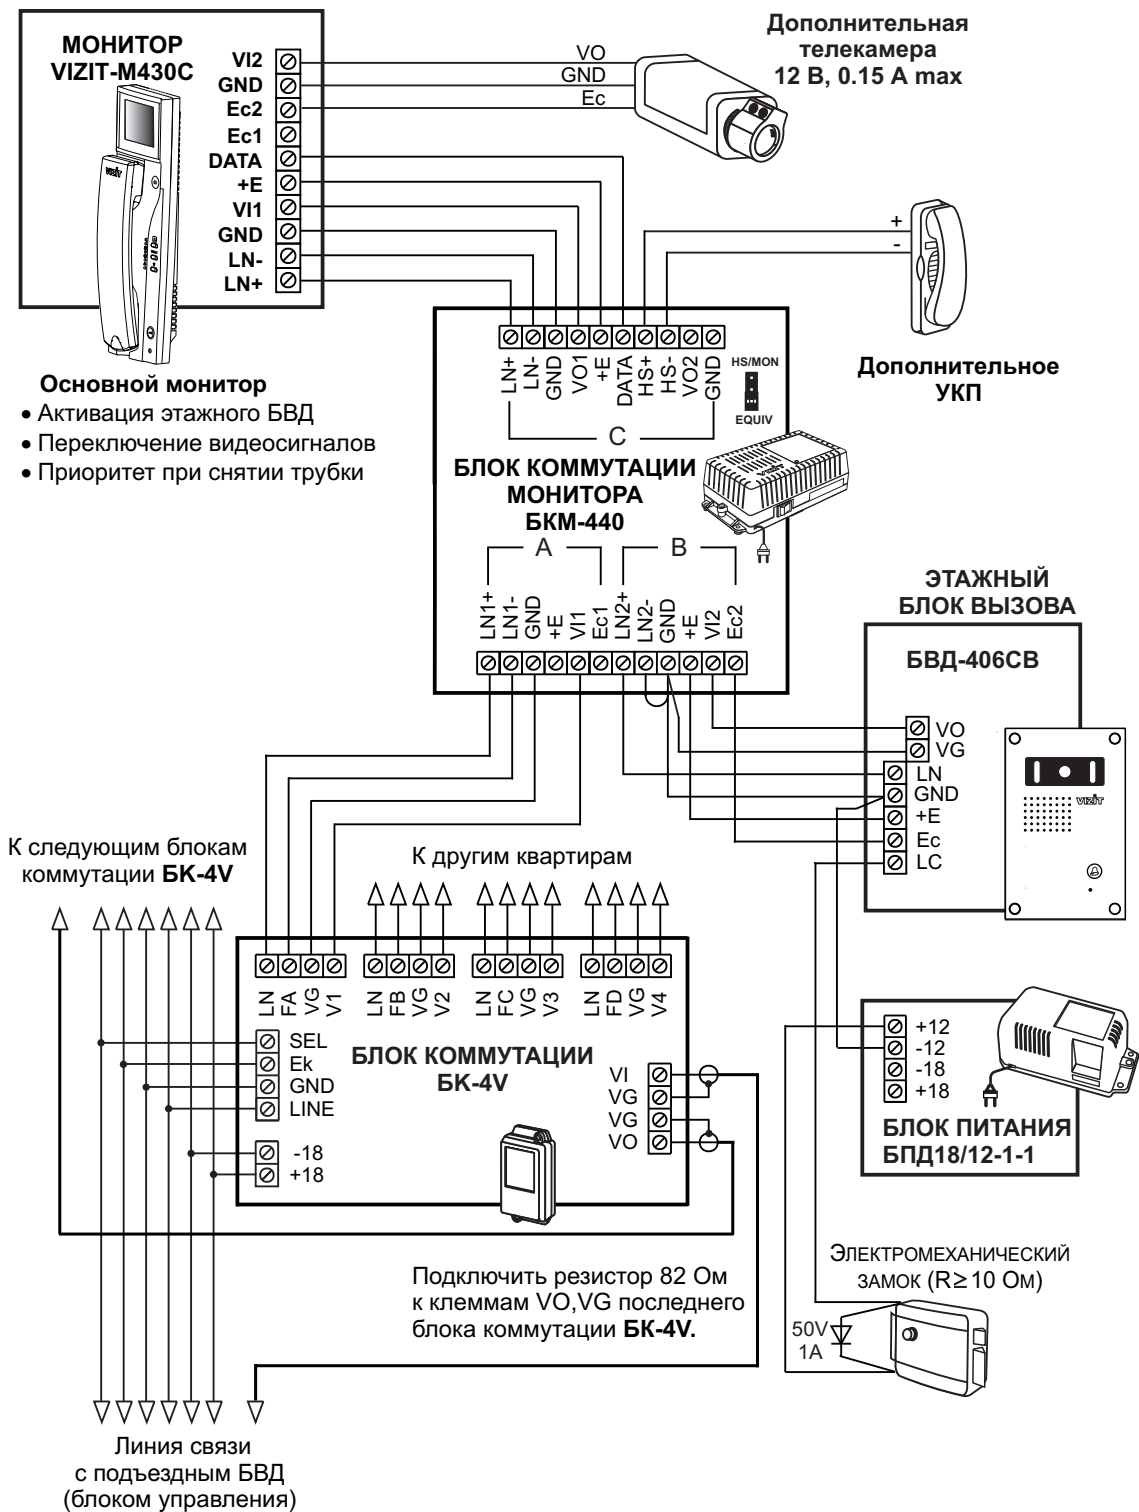 МОНИТОР
VIZIT-M430C
VI2
GND
Ec2
Ec1
DATA
+E
VI1
GND
LN-
LN+
VO
GND
Ec
Дополнительная
телекамера
12 В, 0.15 А max
+
-
Дополнительное
УКП
Основной монитор
• Активация этажного БВД
• Переключение видеосигналов
• Приоритет при снятии трубки
LN+
LN-
GND
VO1
+E
DATA
HS+
HS-
VO2
GND
HS/MON
EQUIV
C
БЛОК КОММУТАЦИИ
МОНИТОРА
БКМ-440
A
B
LN1+
LN1-
GND
+E
VI1
Ec1
LN2+
LN2-
GND
+E
VI2
Ec2
ЭТАЖНЫЙ
БЛОК ВЫЗОВА
БВД-406СВ
VO
VG
LN
GND
+E
Ec
LC
VIZIT
К следующим блокам
коммутации БК-4V
К другим квартирам
LN
FA
VG
V1
LN
FB
VG
V2
LN
FC
VG
V3
LN
FD
VG
V4
SEL
Ek
GND
LINE
-18
+18
БЛОК КОММУТАЦИИ
БК-4V
VI
VG
VG
VO
+12
-12
-18
+18
БЛОК ПИТАНИЯ
БПД18/12-1-1
Подключить резистор 82 Ом
к клеммам VO,VG последнего
блока коммутации БК-4V.
ЭЛЕКТРОМЕХАНИЧЕСКИЙ
ЗАМОК (R≥10 ОМ)
50V
1A
Линия связи
с подъездным БВД
(блоком управления)